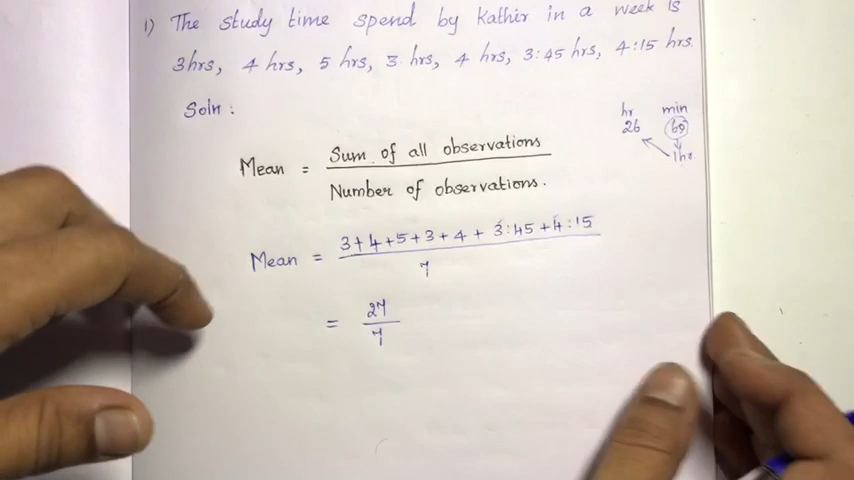 1) The study time spend by Kathir in a week is
3hrs, 4 hrs, 5 hrs, 3 hrs, 4 hrs, 3:45 hrs, 4:15 hrs.
Soln :
hr min
26 60
1hr
Mean = Sum of all observations
Number of observations.
Mean = 3+4+5+3+4+ 3:45 +4:15
7
= 27
7